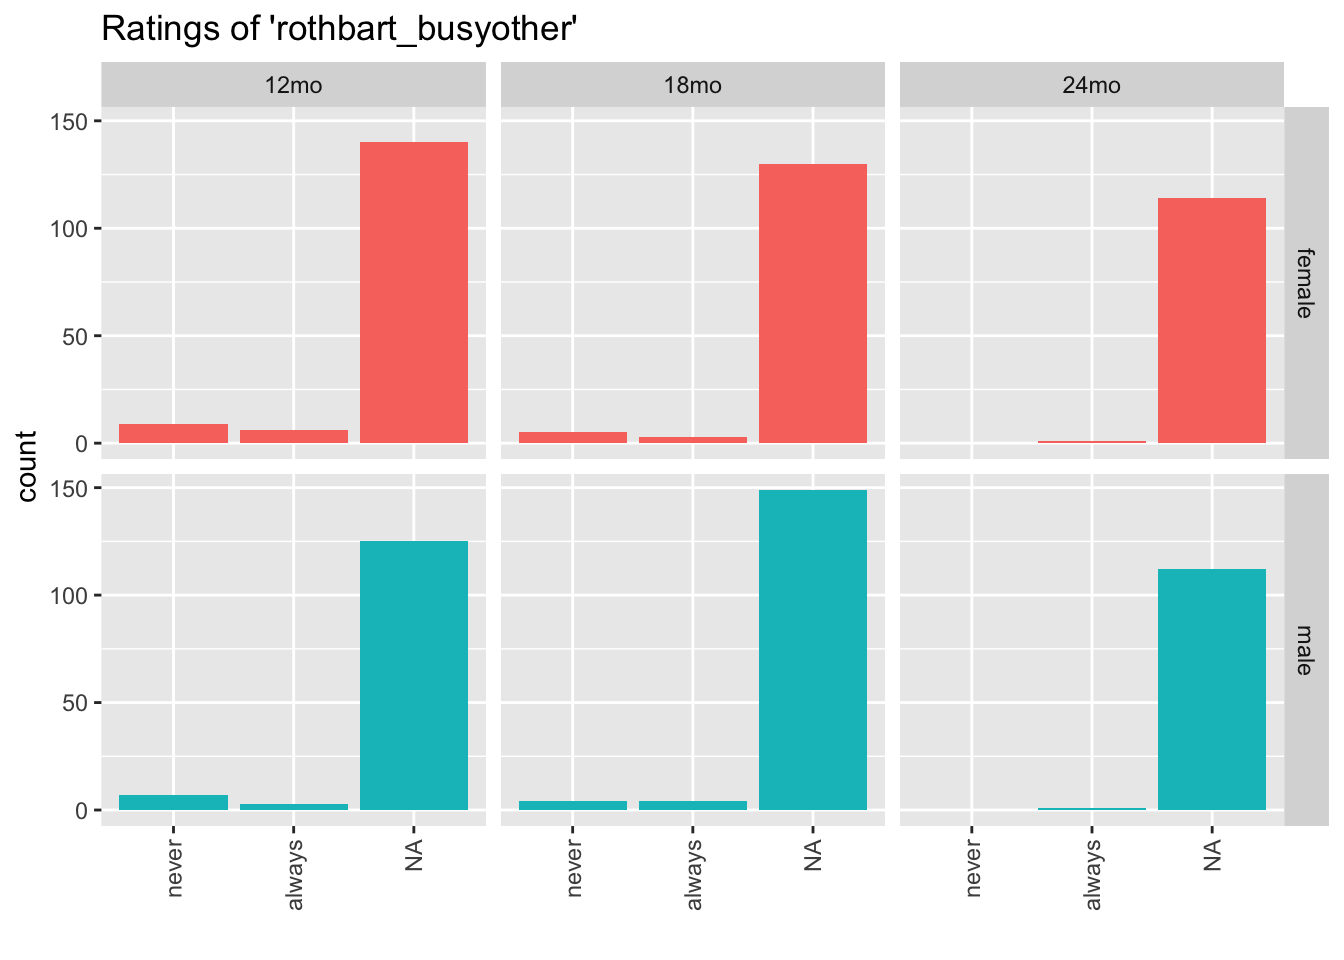 Ratings of 'rothbart_busyother'
12mo 18mo 24mo
150
100
50
0
female
count
150
100
50
0
male
never always NA never always NA never always NA